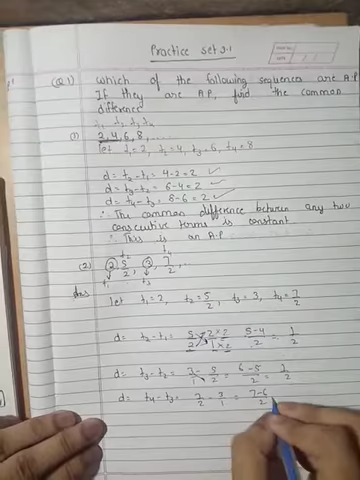 Practice Set 3.1
(Q 1) Which of the following sequences are A.P
If they are A.P, find the common
difference
t₁ t₂ t₃ t₄
(1) 2, 4, 6, 8, .....
let t₁=2, t₂=4, t₃=6, t₄=8
d= t₂-t₁= 4-2=2 ✓
d= t₃-t₂= 6-4=2 ✓
d= t₄-t₃= 8-6=2 ✓
∴ The common difference between any two
consecutive terms is constant
∴ This is an A.P
t₂ t₄
(2) 2, 5/2, 3, 7/2, ...
t₁ t₃
Ans let t₁=2, t₂=5/2, t₃=3, t₄=7/2
d= t₂-t₁= 5/2 - 2×2/1×2 = 5-4/2 = 1/2
d= t₃-t₂= 3/1 - 5/2 = 6-5/2 = 1/2
d= t₄-t₃= 7/2 - 3/1 = 7-6/2